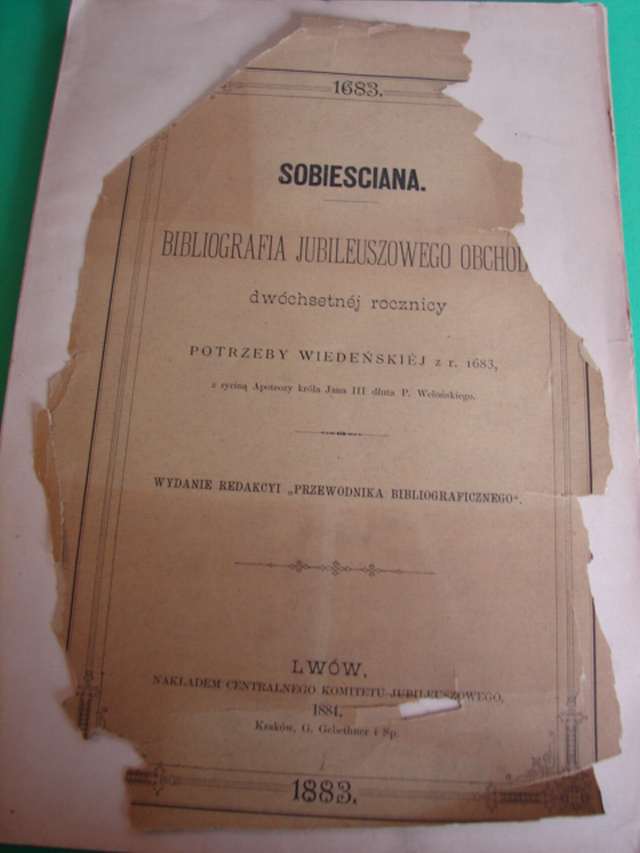 1683.
SOBIESCIANA.
BIBLIOGRAFIA JUBILEUSZOWEGO OBCHOD
dwóchsetnéj rocznicy
POTRZEBY WIEDEŃSKIÉJ z r. 1683,
z ryciną Apoteozy króla Jana III dłuta P. Welońskiego.
WYDANIE REDAKCYI „PRZEWODNIKA BIBLIOGRAFICZNEGO“.
LWÓW,
NAKŁADEM CENTRALNEGO KOMITETU JUBILEUSZOWEGO.
1884.
Kraków, G. Gebethner i Sp.
1883.